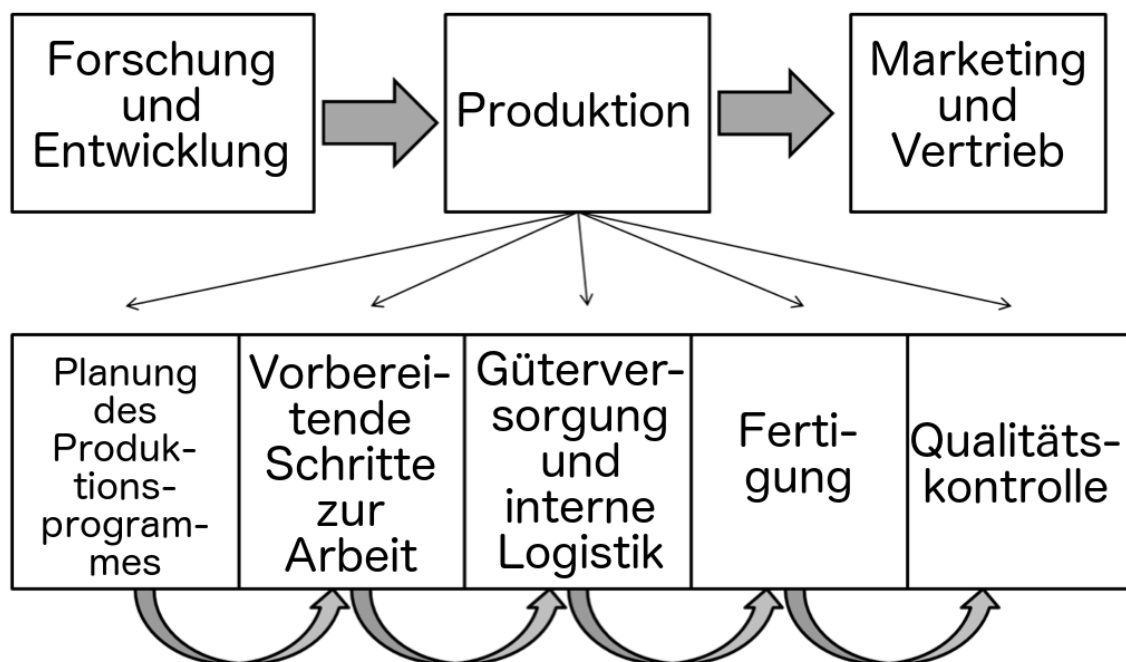 Forschung
und
Entwicklung
Produktion
Marketing
und
Vertrieb
Planung
des
Produk-
tions-
program-
mes
Vorberei-
tende
Schritte
zur
Arbeit
Güterver-
sorgung
und
interne
Logistik
Ferti-
gung
Qualitäts-
kontrolle